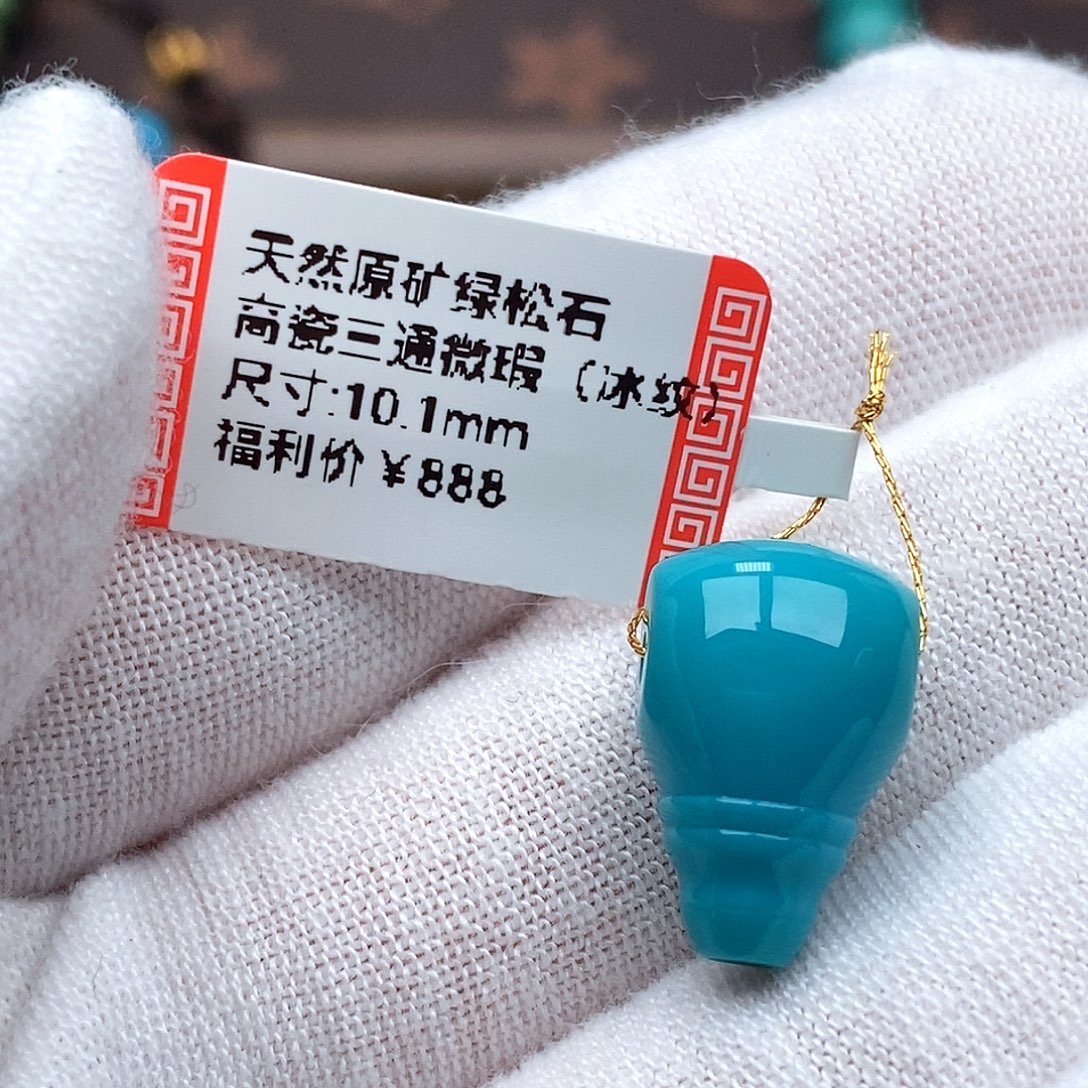 天然原矿绿松石
高瓷三通微瑕（冰纹）
尺寸:10.1mm
福利价￥888